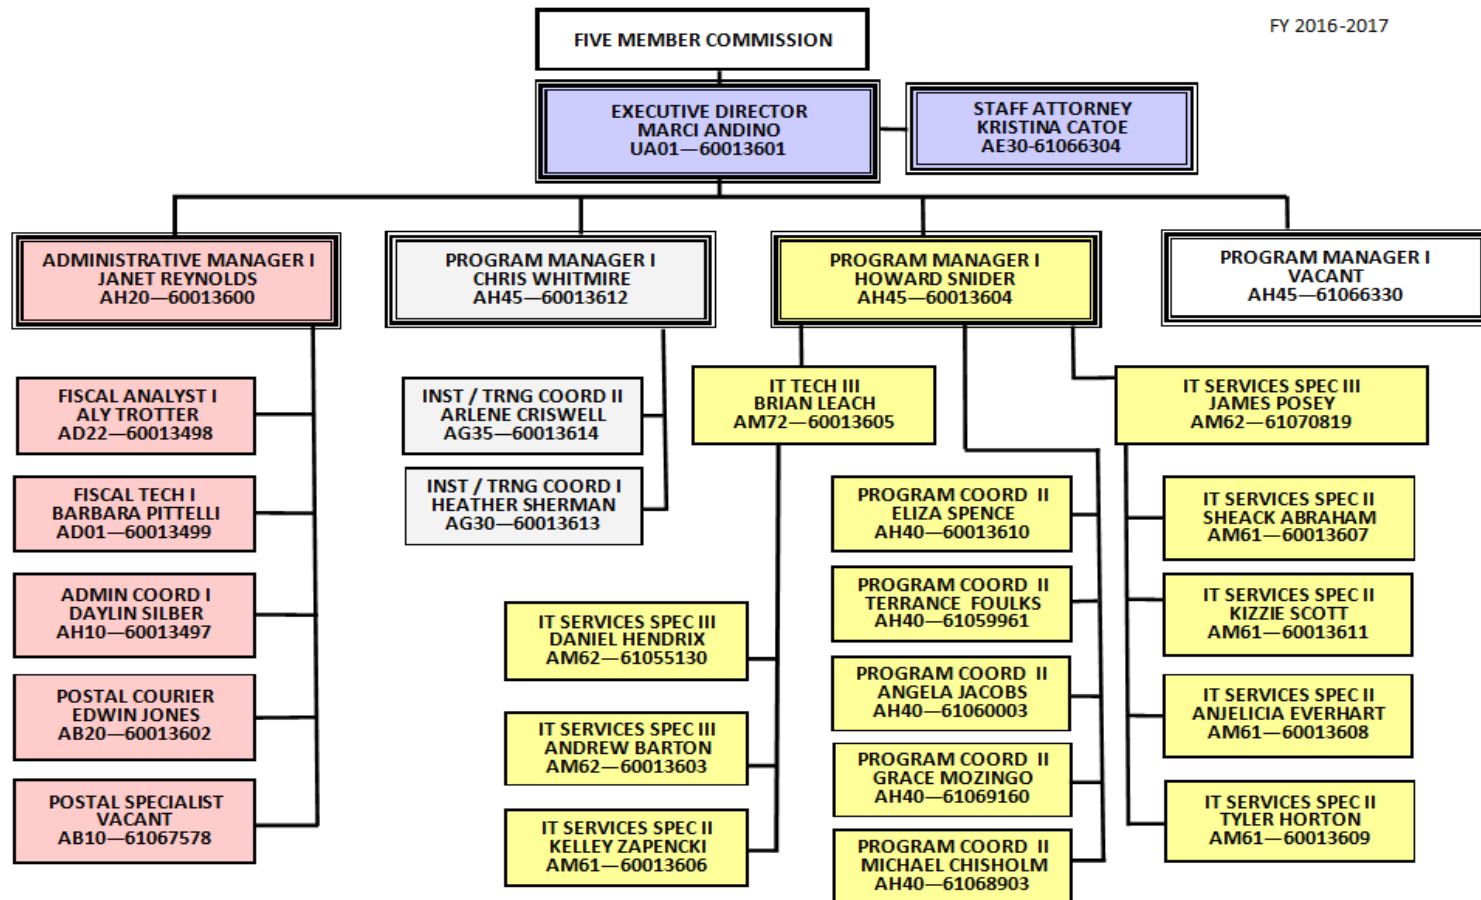 FY 2016-2017
FIVE MEMBER COMMISSION
EXECUTIVE DIRECTOR
MARCI ANDINO
UA01—60013601
STAFF ATTORNEY
KRISTINA CATOE
AE30-61066304
ADMINISTRATIVE MANAGER I
JANET REYNOLDS
AH20—60013600
PROGRAM MANAGER I
CHRIS WHITMIRE
AH45—60013612
PROGRAM MANAGER I
HOWARD SNIDER
AH45—60013604
PROGRAM MANAGER I
VACANT
AH45—61066330
FISCAL ANALYST I
ALY TROTTER
AD22—60013498
FISCAL TECH I
BARBARA PITTELLI
AD01—60013499
ADMIN COORD I
DAYLIN SILBER
AH10—60013497
POSTAL COURIER
EDWIN JONES
AB20—60013602
POSTAL SPECIALIST
VACANT
AB10—61067578
INST / TRNG COORD II
ARLENE CRISWELL
AG35—60013614
INST / TRNG COORD I
HEATHER SHERMAN
AG30—60013613
IT TECH III
BRIAN LEACH
AM72—60013605
IT SERVICES SPEC III
DANIEL HENDRIX
AM62—61055130
IT SERVICES SPEC III
ANDREW BARTON
AM62—60013603
IT SERVICES SPEC II
KELLEY ZAPENCKI
AM61—60013606
PROGRAM COORD II
ELIZA SPENCE
AH40—60013610
PROGRAM COORD II
TERRANCE FOULKS
AH40—61059961
PROGRAM COORD II
ANGELA JACOBS
AH40—61060003
PROGRAM COORD II
GRACE MOZINGO
AH40—61069160
PROGRAM COORD II
MICHAEL CHISHOLM
AH40—61068903
IT SERVICES SPEC III
JAMES POSEY
AM62—61070819
IT SERVICES SPEC II
SHEACK ABRAHAM
AM61—60013607
IT SERVICES SPEC II
KIZZIE SCOTT
AM61—60013611
IT SERVICES SPEC II
ANJELICIA EVERHART
AM61—60013608
IT SERVICES SPEC II
TYLER HORTON
AM61—60013609